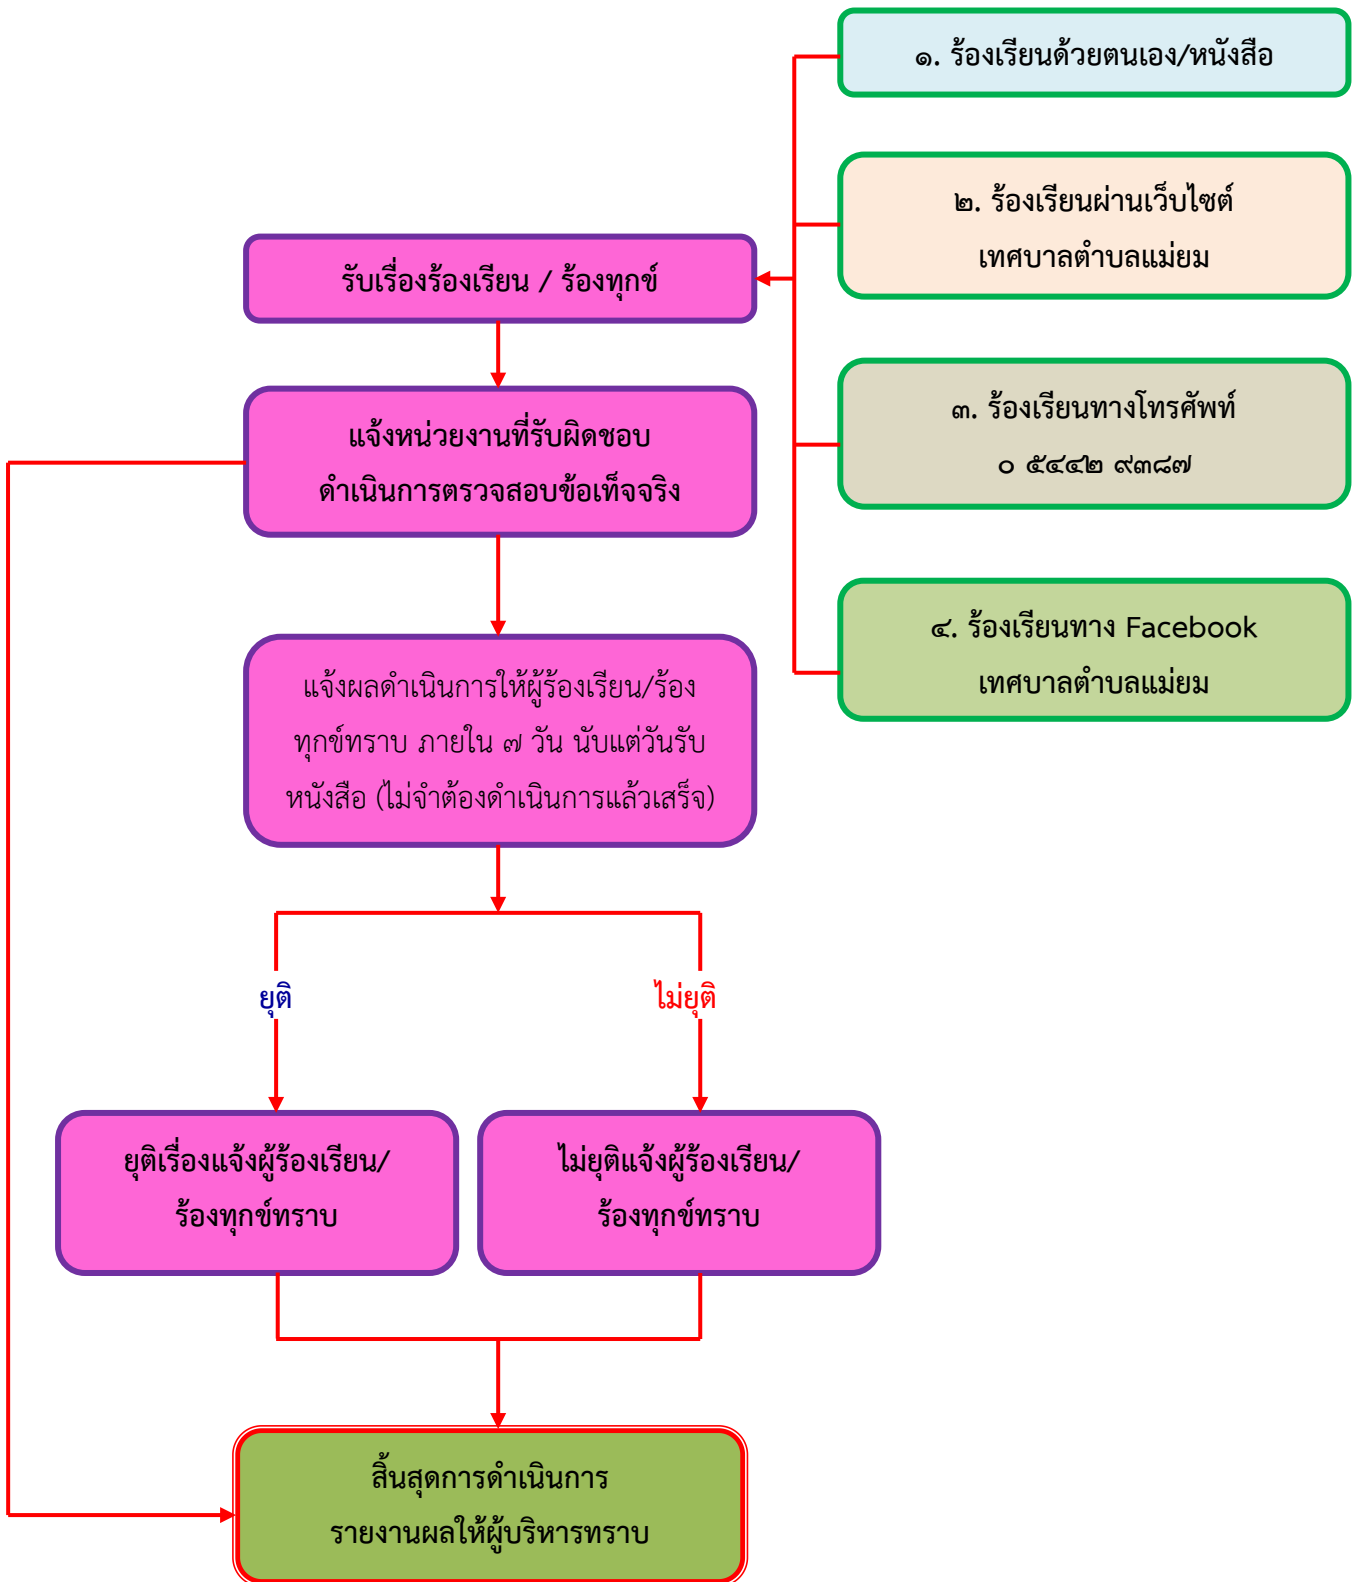 ๑. ร้องเรียนด้วยตนเอง/หนังสือ
๒. ร้องเรียนผ่านเว็บไซต์
เทศบาลตำบลแม่ยม
รับเรื่องร้องเรียน / ร้องทุกข์
๓. ร้องเรียนทางโทรศัพท์
๐ ๕๔๔๒ ๙๓๘๗
แจ้งหน่วยงานที่รับผิดชอบ
ดำเนินการตรวจสอบข้อเท็จจริง
๔. ร้องเรียนทาง Facebook
เทศบาลตำบลแม่ยม
แจ้งผลดำเนินการให้ผู้ร้องเรียน/ร้อง
ทุกข์ทราบ ภายใน ๗ วัน นับแต่วันรับ
หนังสือ (ไม่จำต้องดำเนินการแล้วเสร็จ)
ยุติ
ไม่ยุติ
ยุติเรื่องแจ้งผู้ร้องเรียน/
ร้องทุกข์ทราบ
ไม่ยุติแจ้งผู้ร้องเรียน/
ร้องทุกข์ทราบ
สิ้นสุดการดำเนินการ
รายงานผลให้ผู้บริหารทราบ